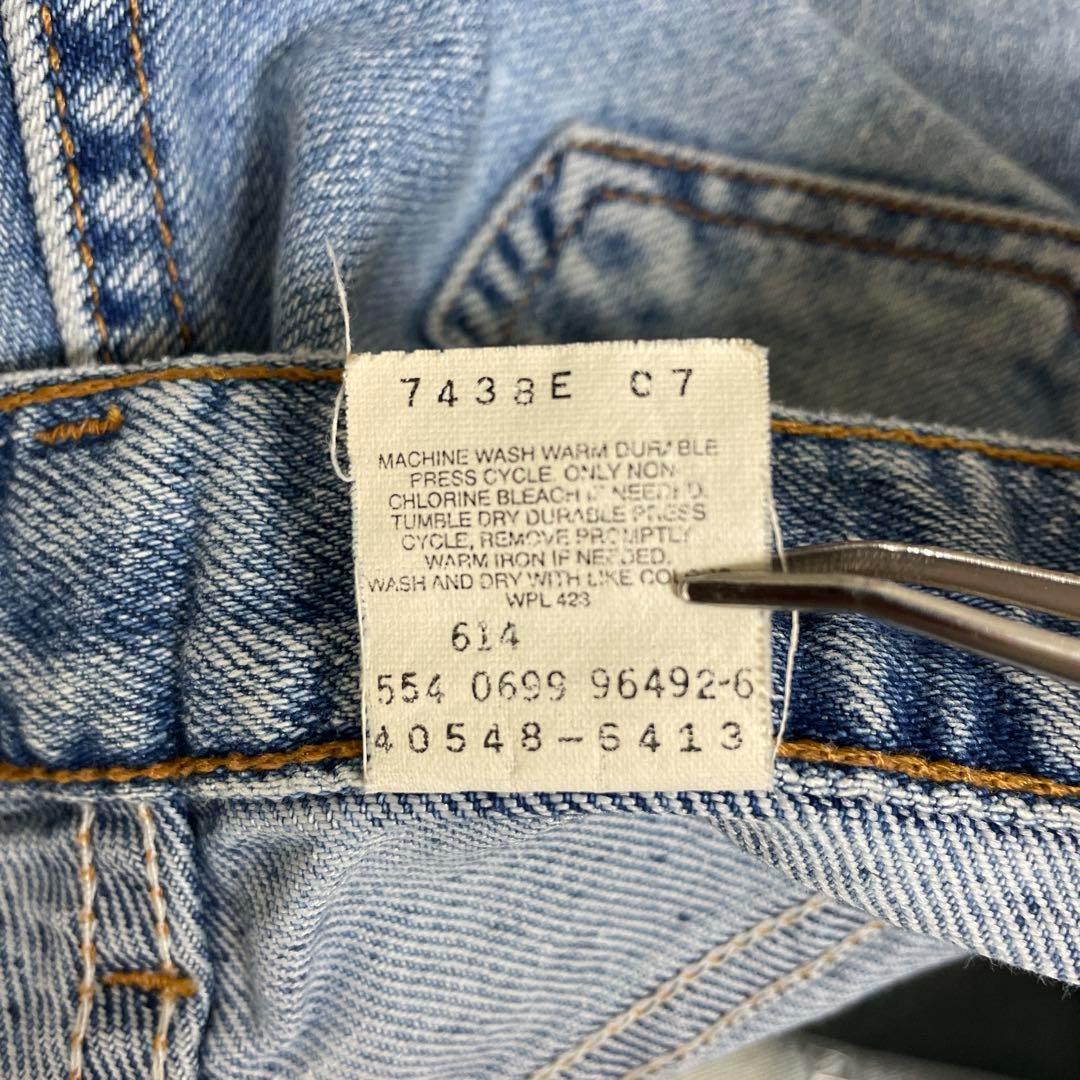 7438E 07
MACHINE WASH WARM DURABLE
PRESS CYCLE. ONLY NON-
CHLORINE BLEACH IF NEEDED.
TUMBLE DRY DURABLE PRESS
CYCLE, REMOVE PROMPTLY
WARM IRON IF NEEDED.
WASH AND DRY WITH LIKE COLORS
WPL 423
614
554 0699 96492-6
40548-6413